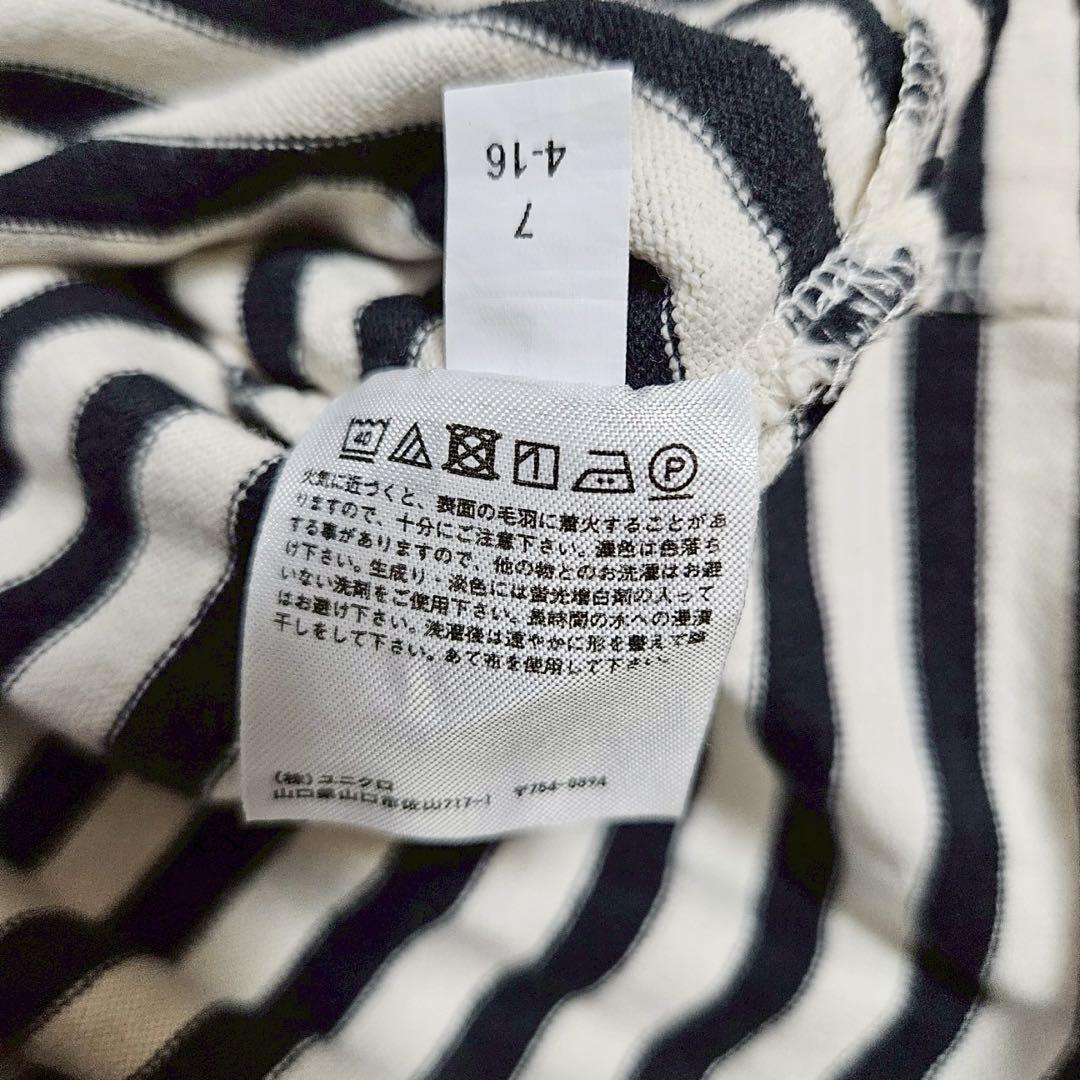 4-16
7
40
P
火気に近づくと、表面の毛羽に着火することがあ
りますので、十分にご注意下さい。濃色は色落ち
する事がありますので、他の物とのお洗濯はお避
け下さい。生成り・淡色には蛍光増白剤の入って
いない洗剤をご使用下さい。長時間の水への浸漬
はお避け下さい。洗濯後は速やかに形を整えて陰
干しをして下さい。あて布を使用して下さい。
(株)ユニクロ
山口県山口市佐山717-1 〒754-0894